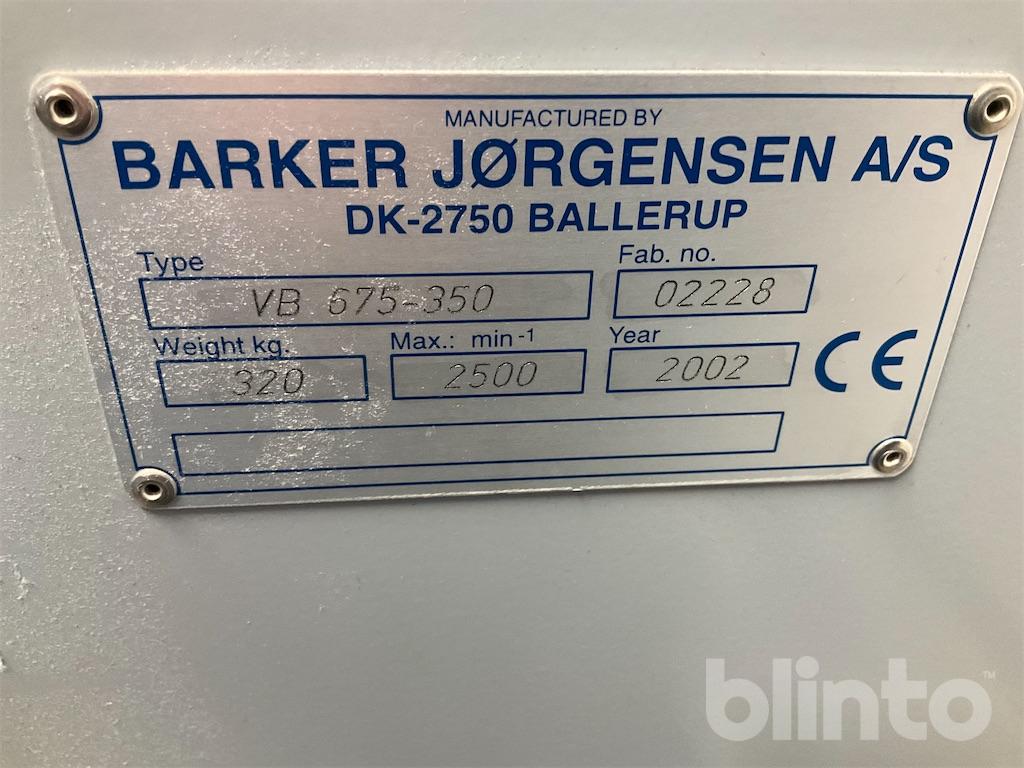 MANUFACTURED BY
BARKER JØRGENSEN A/S
DK-2750 BALLERUP
Type Fab. no.
VB 675-350 02228
Weight kg. Max.: min-1 Year
320 2500 2002 CE
blinto™